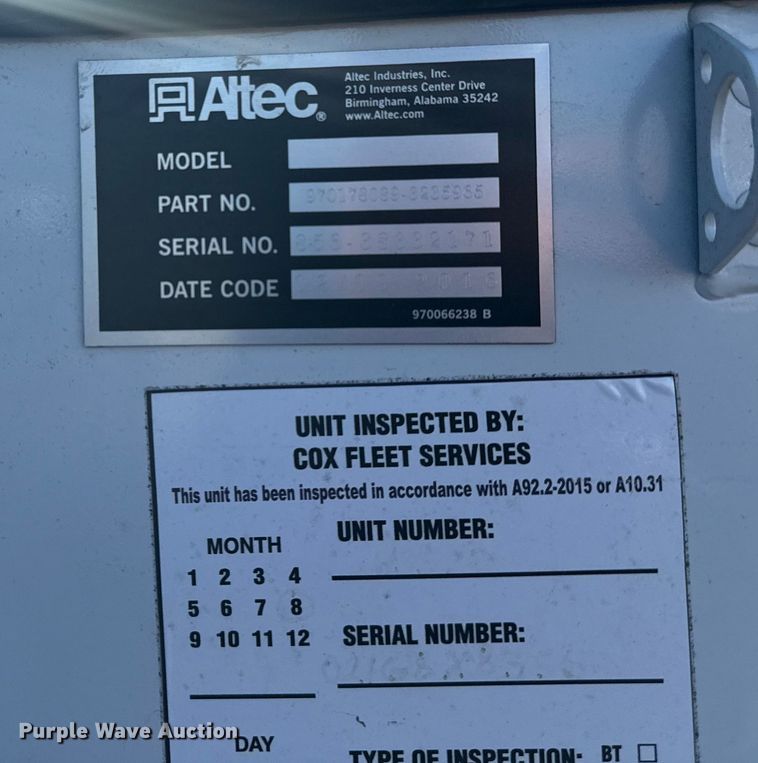 Altec®
Altec Industries, Inc.
210 Inverness Center Drive
Birmingham, Alabama 35242
www.Altec.com
MODEL
PART NO.
SERIAL NO.
DATE CODE
970066238 B
UNIT INSPECTED BY:
COX FLEET SERVICES
This unit has been inspected in accordance with A92.2-2015 or A10.31
MONTH
1 2 3 4
5 6 7 8
9 10 11 12
DAY
UNIT NUMBER:
SERIAL NUMBER:
TYPE OF INSPECTION: BT
Purple Wave Auction